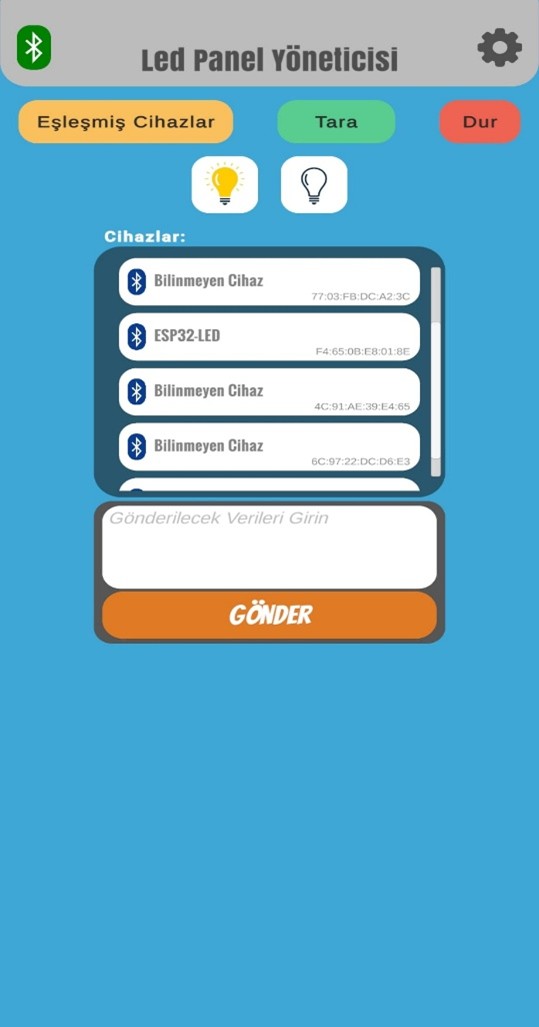 Led Panel Yöneticisi
Eşleşmiş Cihazlar
Tara
Dur
Cihazlar:
Bilinmeyen Cihaz
77:03:FB:DC:A2:3C
ESP32-LED
F4:65:0B:E8:01:8E
Bilinmeyen Cihaz
4C:91:AE:39:E4:65
Bilinmeyen Cihaz
6C:97:22:DC:D6:E3
Gönderilecek Verileri Girin
GÖNDER